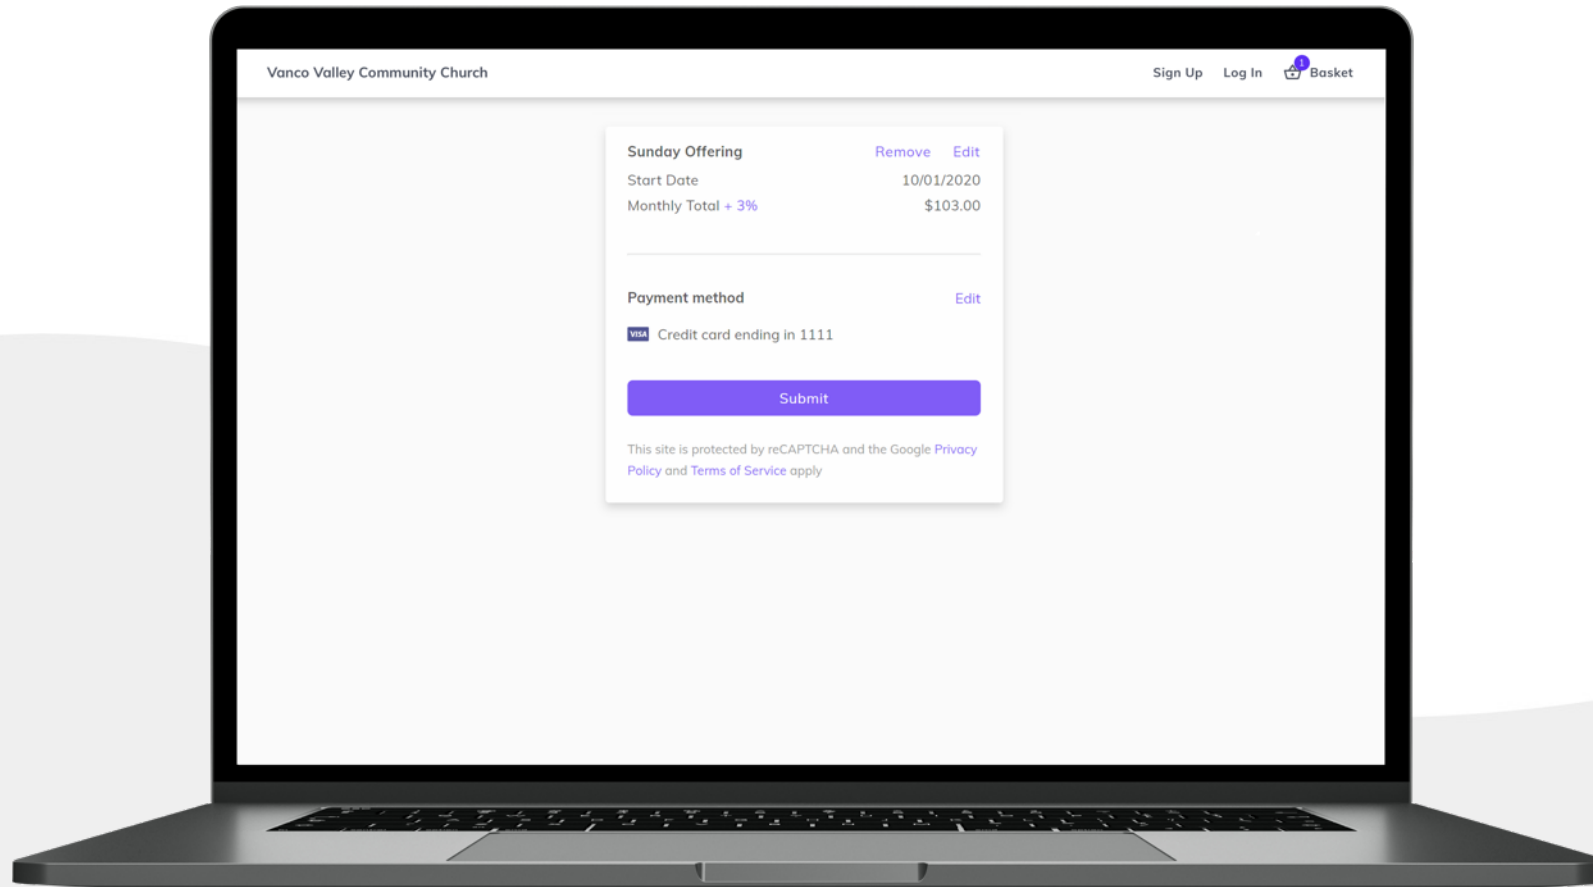 Vanco Valley Community Church
Sign Up Log In 1 Basket
Sunday Offering Remove Edit
Start Date 10/01/2020
Monthly Total + 3% $103.00
Payment method Edit
VISA Credit card ending in 1111
Submit
This site is protected by reCAPTCHA and the Google Privacy
Policy and Terms of Service apply